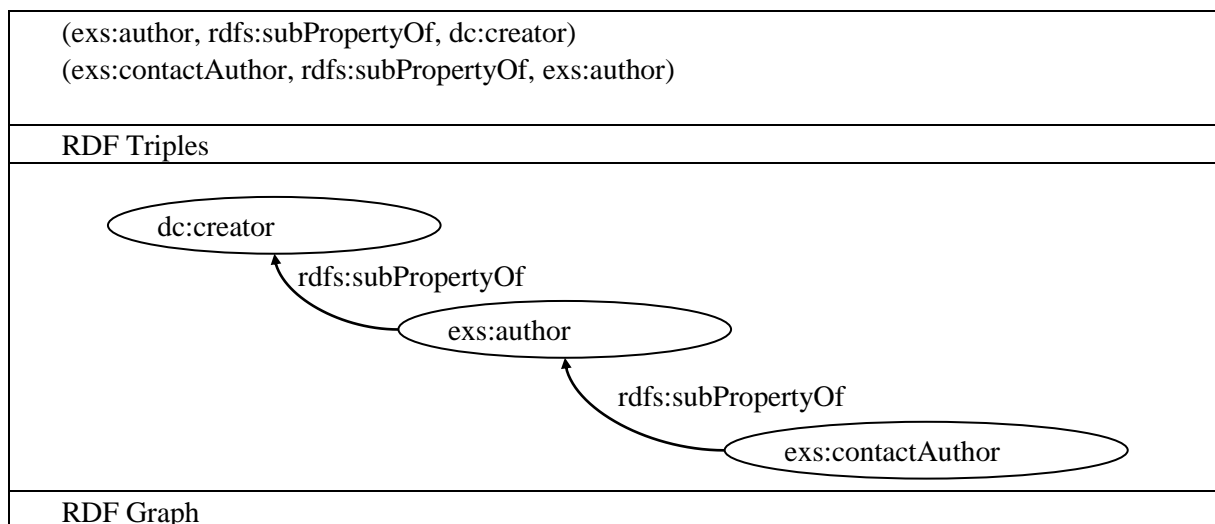 (exs:author, rdfs:subPropertyOf, dc:creator)
(exs:contactAuthor, rdfs:subPropertyOf, exs:author)
RDF Triples
dc:creator
rdfs:subPropertyOf
exs:author
rdfs:subPropertyOf
exs:contactAuthor
RDF Graph